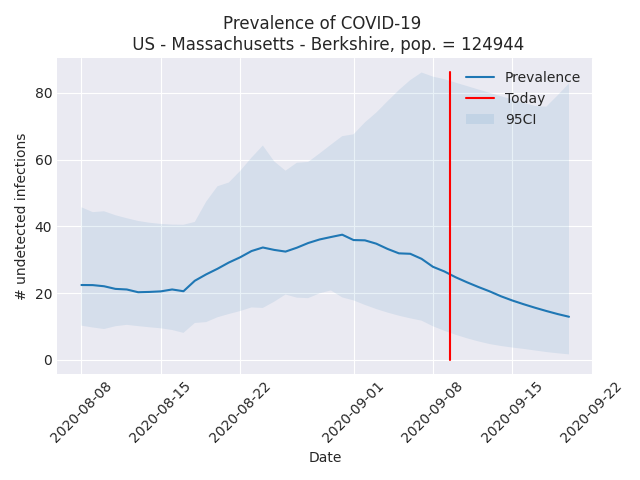 Prevalence of COVID-19
US - Massachusetts - Berkshire, pop. = 124944
Prevalence
Today
95CI
# undetected infections
80
60
40
20
0
2020-08-08
2020-08-15
2020-08-22
2020-09-01
2020-09-08
2020-09-15
2020-09-22
Date